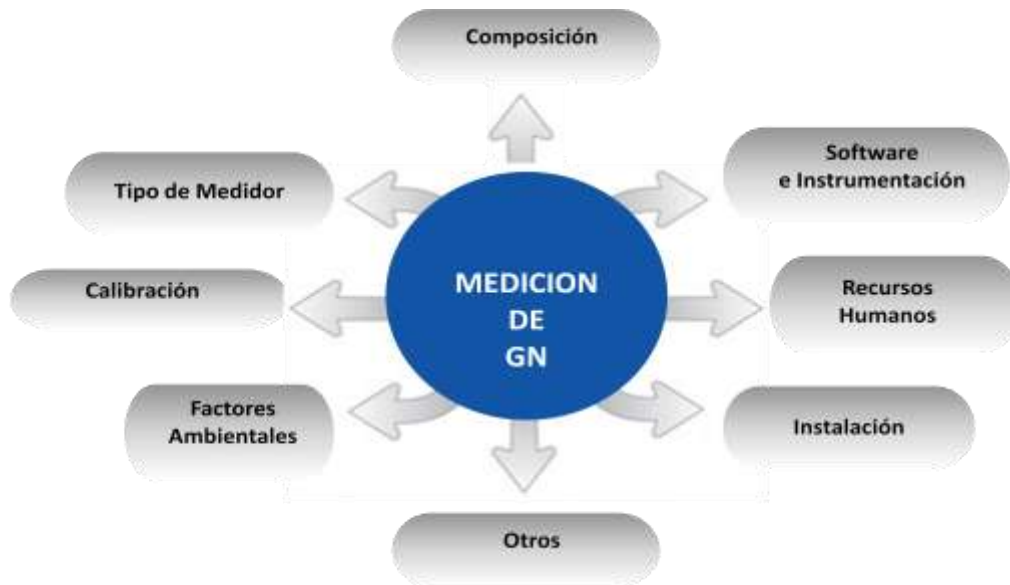 Composición
Software
e Instrumentación
Tipo de Medidor
MEDICION
DE
GN
Calibración
Recursos
Humanos
Factores
Ambientales
Instalación
Otros